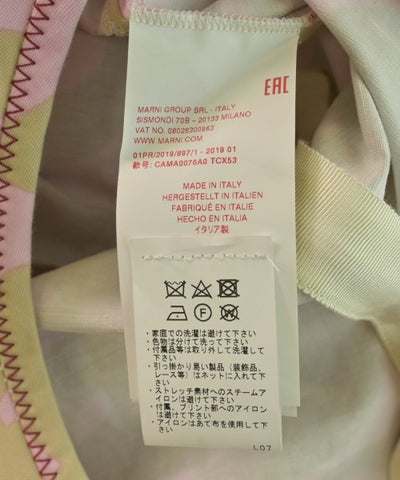 EAC
MARNI GROUP SRL - ITALY
SISMONDI 70B - 20133 MILANO
VAT NO. 08028300962
WWW.MARNI.COM
01PR/2019/897/1 - 2019 01
款号: CAMA0076A0 TCX53
MADE IN ITALY
HERGESTELLT IN ITALIEN
FABRIQUÉ EN ITALIE
HECHO EN ITALIA
イタリア製
・家庭での洗濯は避けて下さい
・色物は分けて洗って下さい
・付属品等は取り外して洗濯して
下さい
・引っ掛かり易い製品（装飾品、
レース等）はネットに入れて下
さい
・ストレッチ素材へのスチームア
イロンは避けて下さい
・付属、プリント部へのアイロン
は避けて下さい
・アイロンはあて布を使用して下
さい
L07